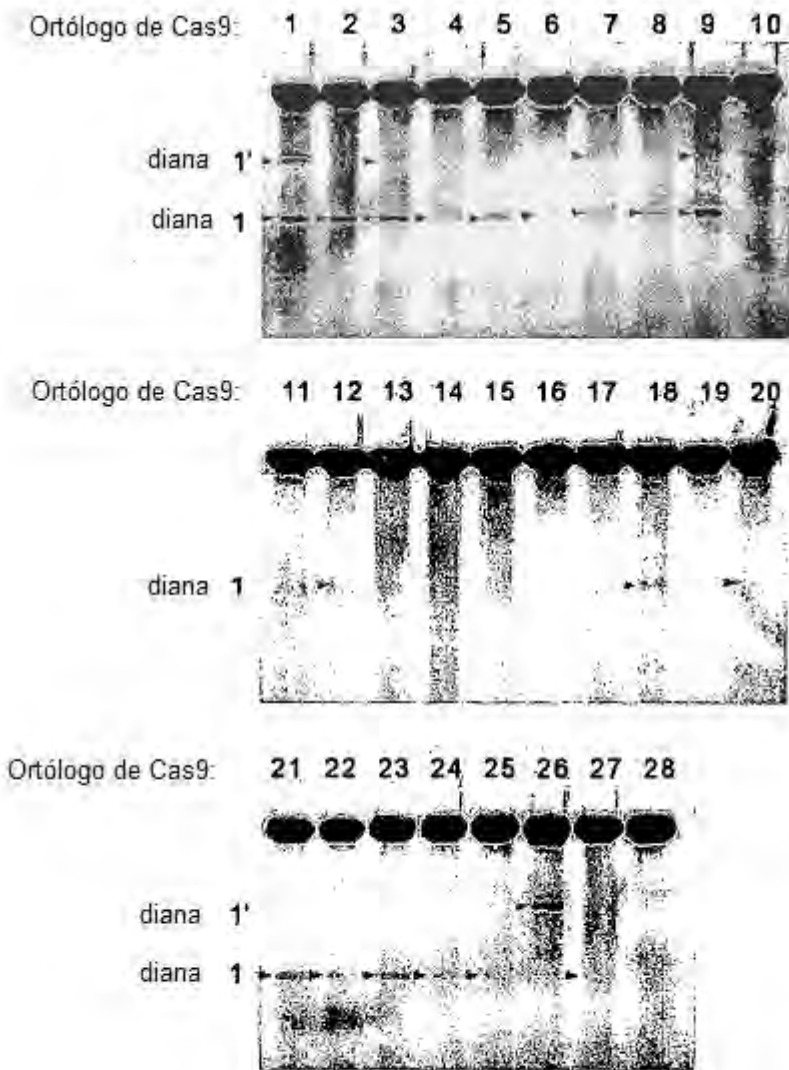 Ortólogo de Cas9: 1 2 3 4 5 6 7 8 9 10
diana 1'
diana 1
Ortólogo de Cas9: 11 12 13 14 15 16 17 18 19 20
diana 1
Ortólogo de Cas9: 21 22 23 24 25 26 27 28
diana 1'
diana 1